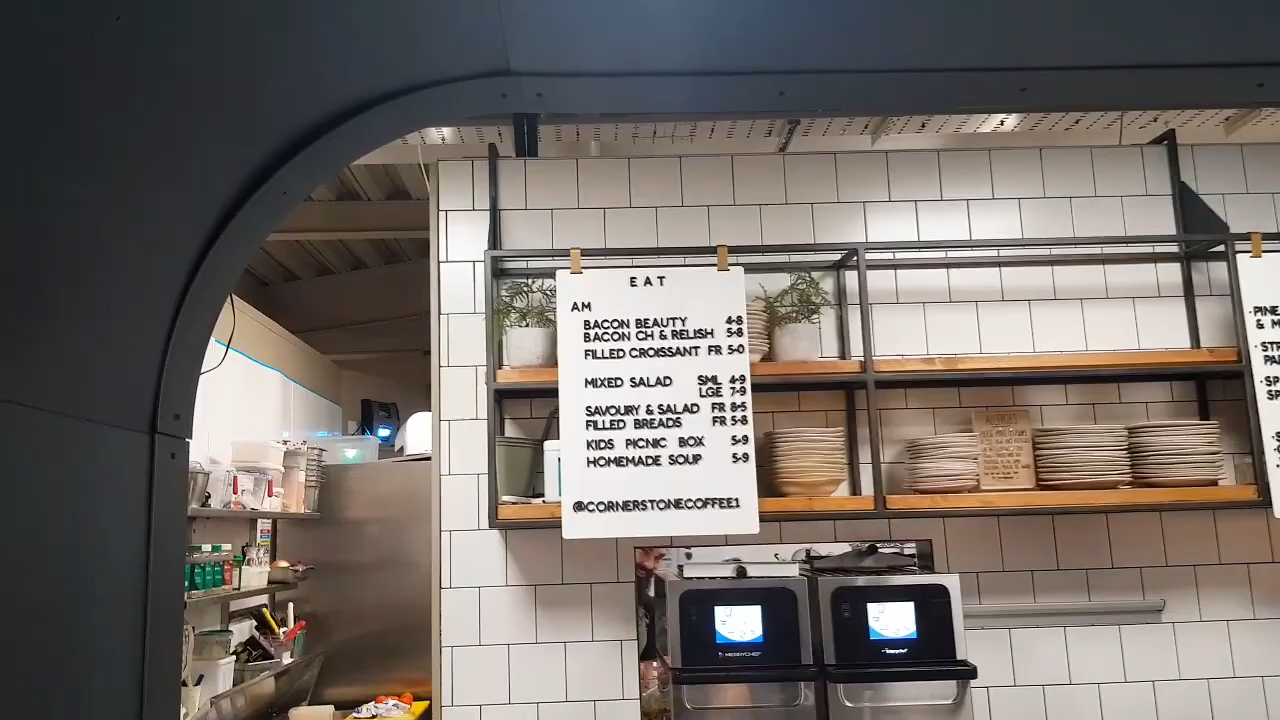 EAT
AM
BACON BEAUTY 4-8
BACON CH & RELISH 5-8
FILLED CROISSANT FR 5-0
MIXED SALAD SML 4-9
LGE 7-9
SAVOURY & SALAD FR 8-5
FILLED BREADS FR 5-8
KIDS PICNIC BOX 5-9
HOMEMADE SOUP 5-9
@CORNERSTONECOFFEE1
MERRYCHEF